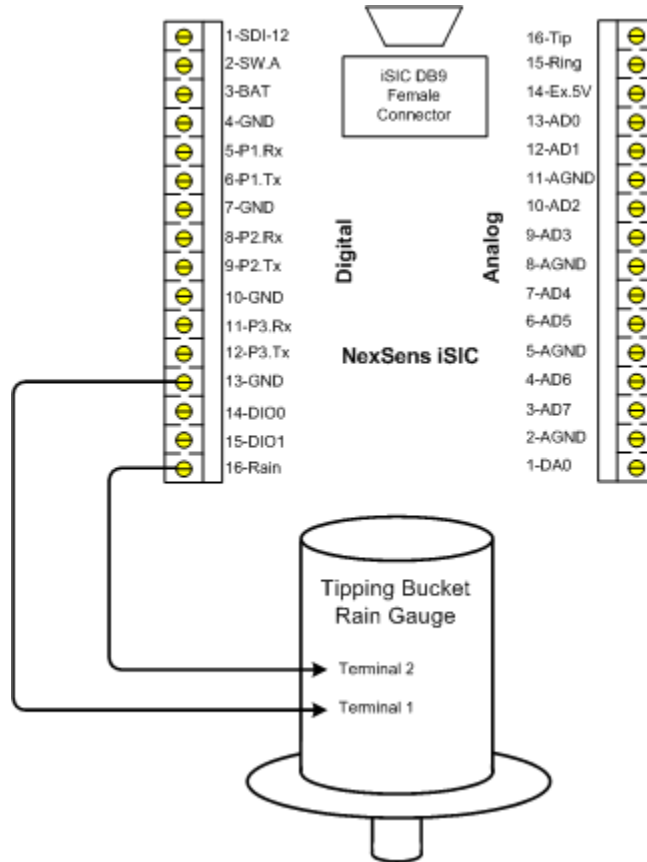 1-SDI-12
2-SW.A
3-BAT
4-GND
5-P1.Rx
6-P1.Tx
7-GND
8-P2.Rx
9-P2.Tx
10-GND
11-P3.Rx
12-P3.Tx
13-GND
14-DIO0
15-DIO1
16-Rain
iSIC DB9
Female
Connector
Digital
Analog
NexSens iSIC
16-Tip
15-Ring
14-Ex.5V
13-AD0
12-AD1
11-AGND
10-AD2
9-AD3
8-AGND
7-AD4
6-AD5
5-AGND
4-AD6
3-AD7
2-AGND
1-DA0
Tipping Bucket
Rain Gauge
Terminal 2
Terminal 1